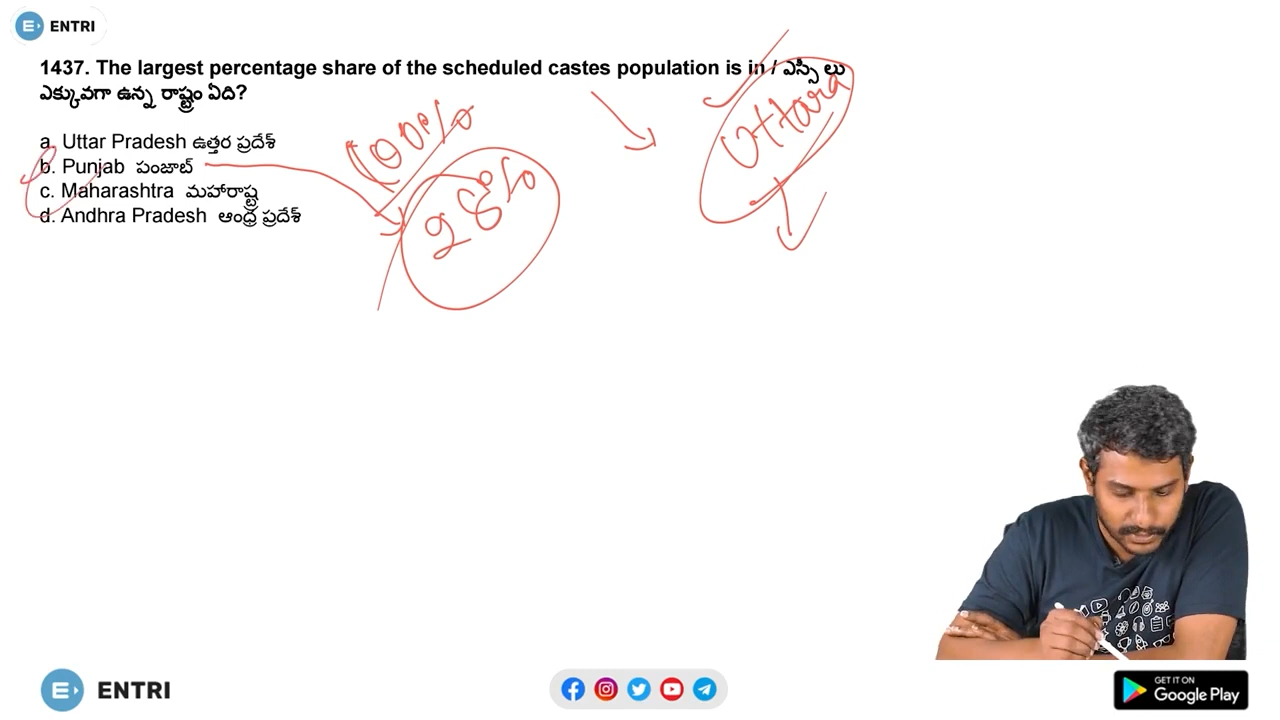 ENTRI
1437. The largest percentage share of the scheduled castes population is in / ఎస్సీ లు
ఎక్కువగా ఉన్న రాష్ట్రం ఏది?
a. Uttar Pradesh ఉత్తర ప్రదేశ్
b. Punjab పంజాబ్
c. Maharashtra మహారాష్ట్ర
d. Andhra Pradesh ఆంధ్ర ప్రదేశ్
100%
28%
Uttara
ENTRI
GET IT ON
Google Play